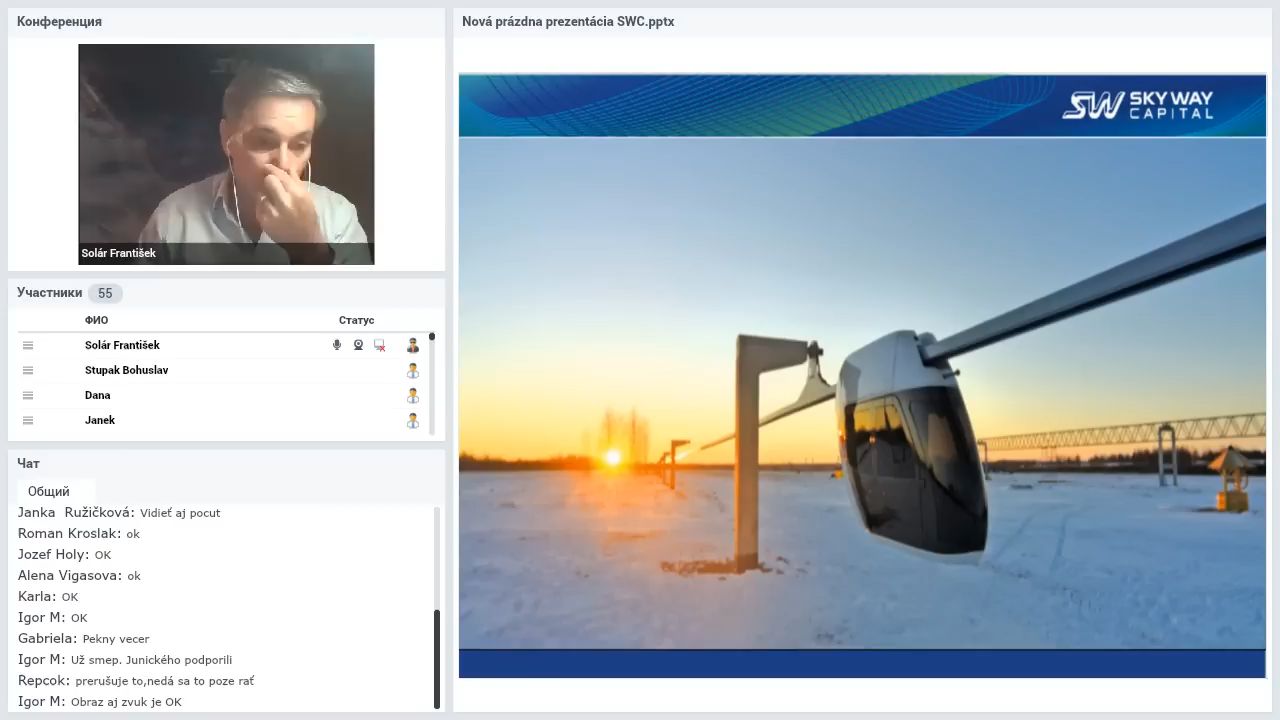 Конференция
Solár František
Участники 55
ФИО Статус
Solár František
Stupak Bohuslav
Dana
Janek
Чат
Общий
Janka Ružičková: Vidieť aj pocut
Roman Kroslak: ok
Jozef Holy: OK
Alena Vigasova: ok
Karla: OK
Igor M: OK
Gabriela: Pekny vecer
Igor M: Už smep. Junického podporili
Repcok: prerušuje to,nedá sa to poze rať
Igor M: Obraz aj zvuk je OK
Nová prázdna prezentácia SWC.pptx
SW SKY WAY
CAPITAL